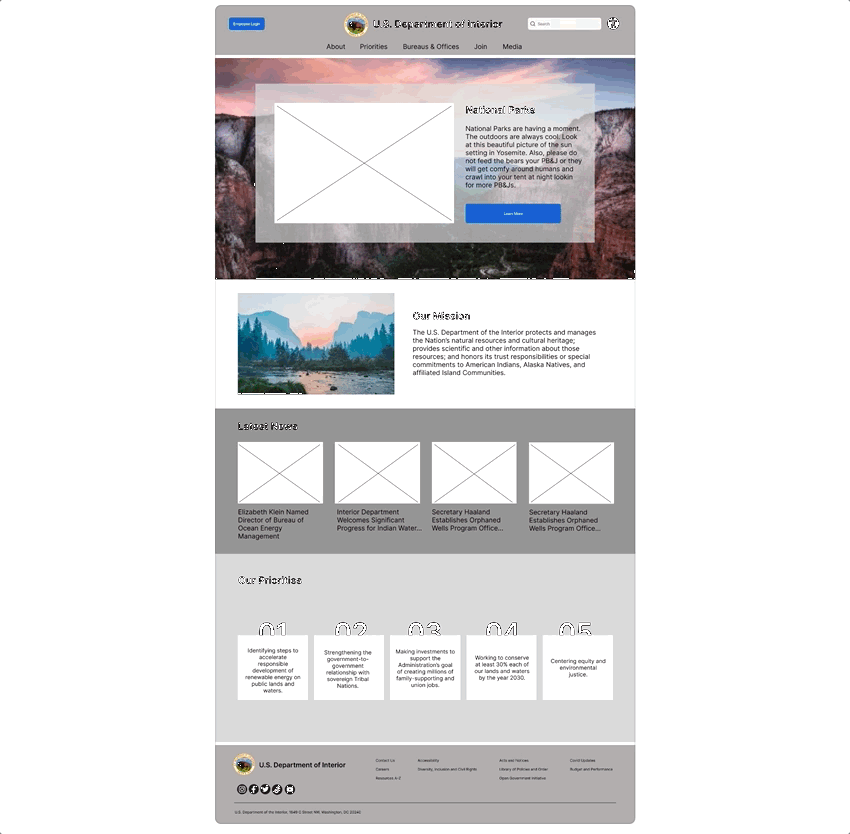 Employee Login
U.S. Department of Interior
Search
About Priorities Bureaus & Offices Join Media
National Parks
National Parks are having a moment.
The outdoors are always cool. Look
at this beautiful picture of the sun
setting in Yosemite. Also, please do
not feed the bears your PB&J or they
will get comfy around humans and
crawl into your tent at night lookin
for more PB&Js.
Learn More
Our Mission
The U.S. Department of the Interior protects and manages
the Nation's natural resources and cultural heritage;
provides scientific and other information about those
resources; and honors its trust responsibilities or special
commitments to American Indians, Alaska Natives, and
affiliated Island Communities.
Latest News
Elizabeth Klein Named
Director of Bureau of
Ocean Energy
Management
Interior Department
Welcomes Significant
Progress for Indian Water...
Secretary Haaland
Establishes Orphaned
Wells Program Office...
Secretary Haaland
Establishes Orphaned
Wells Program Office...
Our Priorities
01
Identifying steps to
accelerate
responsible
development of
renewable energy on
public lands and
waters.
02
Strengthening the
government-to-
government
relationship with
sovereign Tribal
Nations.
03
Making investments to
support the
Administration's goal
of creating millions of
family-supporting and
union jobs.
04
Working to conserve
at least 30% each of
our lands and waters
by the year 2030.
05
Centering equity and
environmental
justice.
U.S. Department of Interior
Contact Us
Careers
Resources A-Z
Accessibility
Diversity, Inclusion and Civil Rights
Acts and Notices
Library of Policies and Order
Open Government Initiative
Covid Updates
Budget and Performance
U.S. Department of the Interior, 1849 C Street NW, Washington, DC 20240